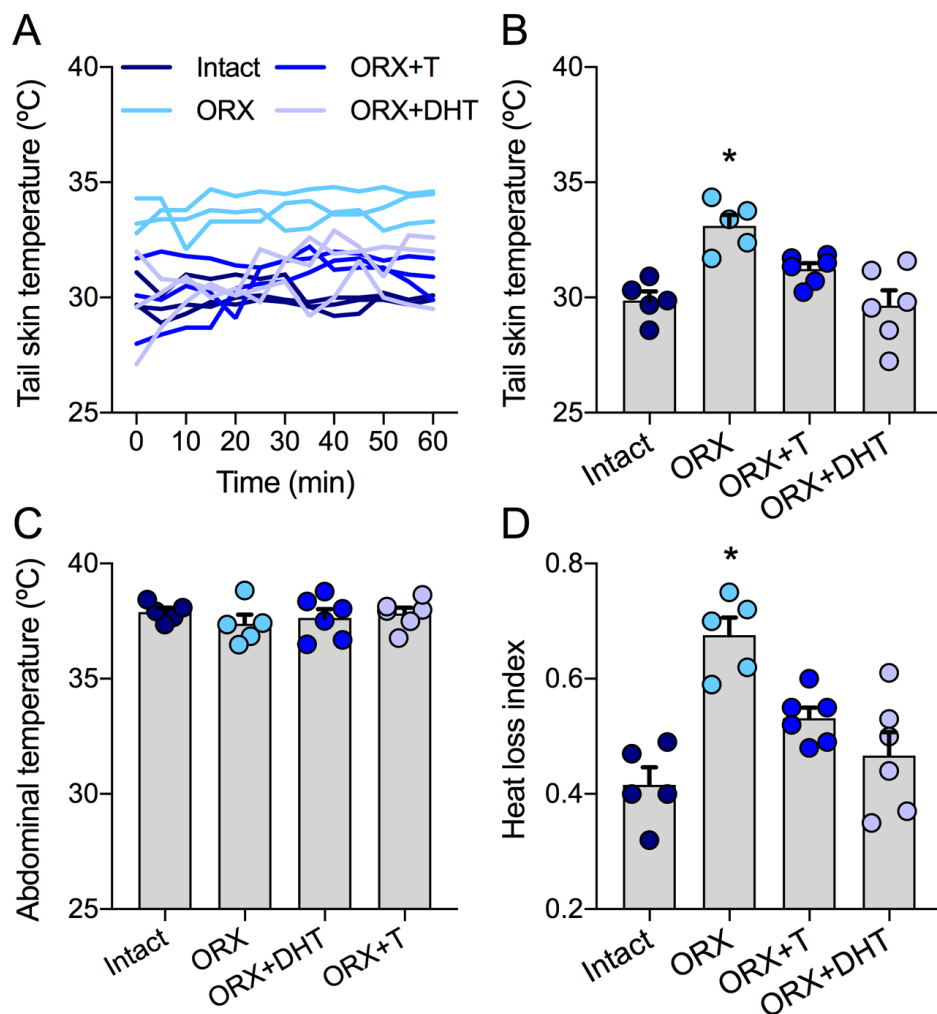 A
Tail skin temperature (ºC)
40
35
30
25
Intact
ORX+T
ORX
ORX+DHT
0 10 20 30 40 50 60
Time (min)
B
Tail skin temperature (ºC)
40
35
30
25
*
Intact
ORX
ORX+T
ORX+DHT
C
Abdominal temperature (ºC)
40
35
30
25
Intact
ORX
ORX+DHT
ORX+T
D
Heat loss index
0.8
0.6
0.4
0.2
*
Intact
ORX
ORX+T
ORX+DHT